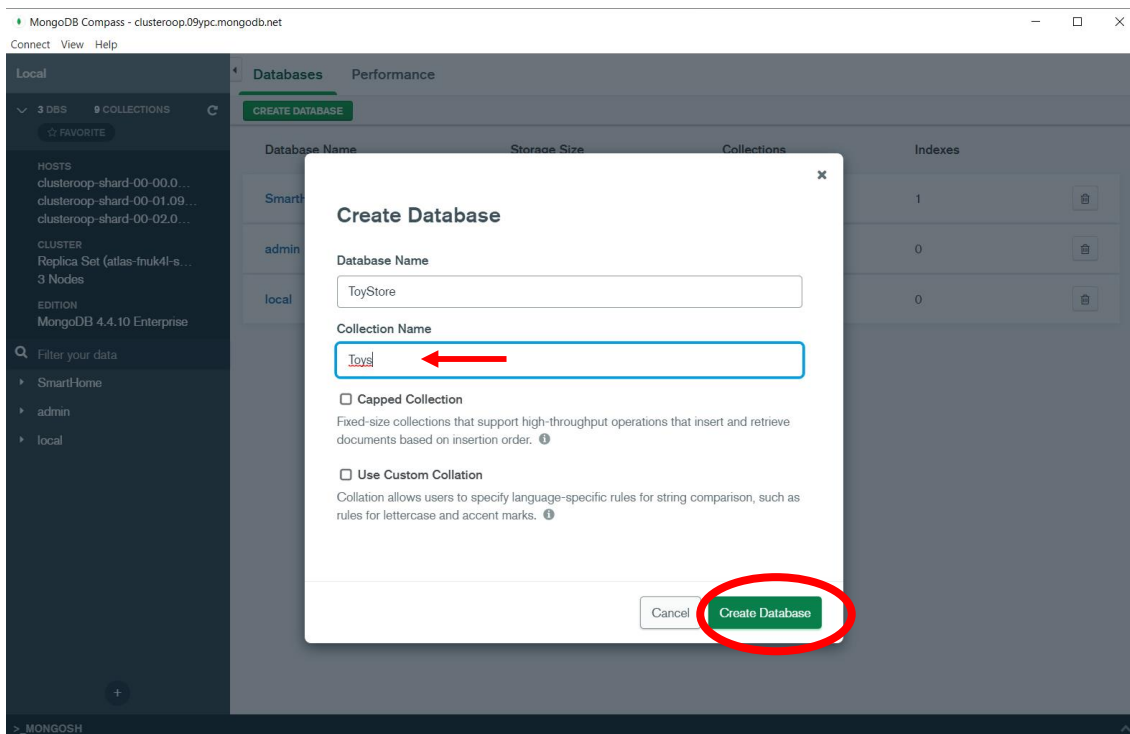 MongoDB Compass - clusteroop.09ypc.mongodb.net
Connect View Help
Local
Databases Performance
3 DBS 9 COLLECTIONS
FAVORITE
CREATE DATABASE
HOSTS
clusteroop-shard-00-00.0...
clusteroop-shard-00-01.09...
clusteroop-shard-00-02.0...
CLUSTER
Replica Set (atlas-fnuk4l-s...
3 Nodes
EDITION
MongoDB 4.4.10 Enterprise
Filter your data
SmartHome
admin
local
>_MONGOSH
Database Name Storage Size Collections Indexes
SmartH 1
admin 0
local 0
Create Database
Database Name
ToyStore
Collection Name
Toys
Capped Collection
Fixed-size collections that support high-throughput operations that insert and retrieve
documents based on insertion order.
Use Custom Collation
Collation allows users to specify language-specific rules for string comparison, such as
rules for lettercase and accent marks.
Cancel Create Database